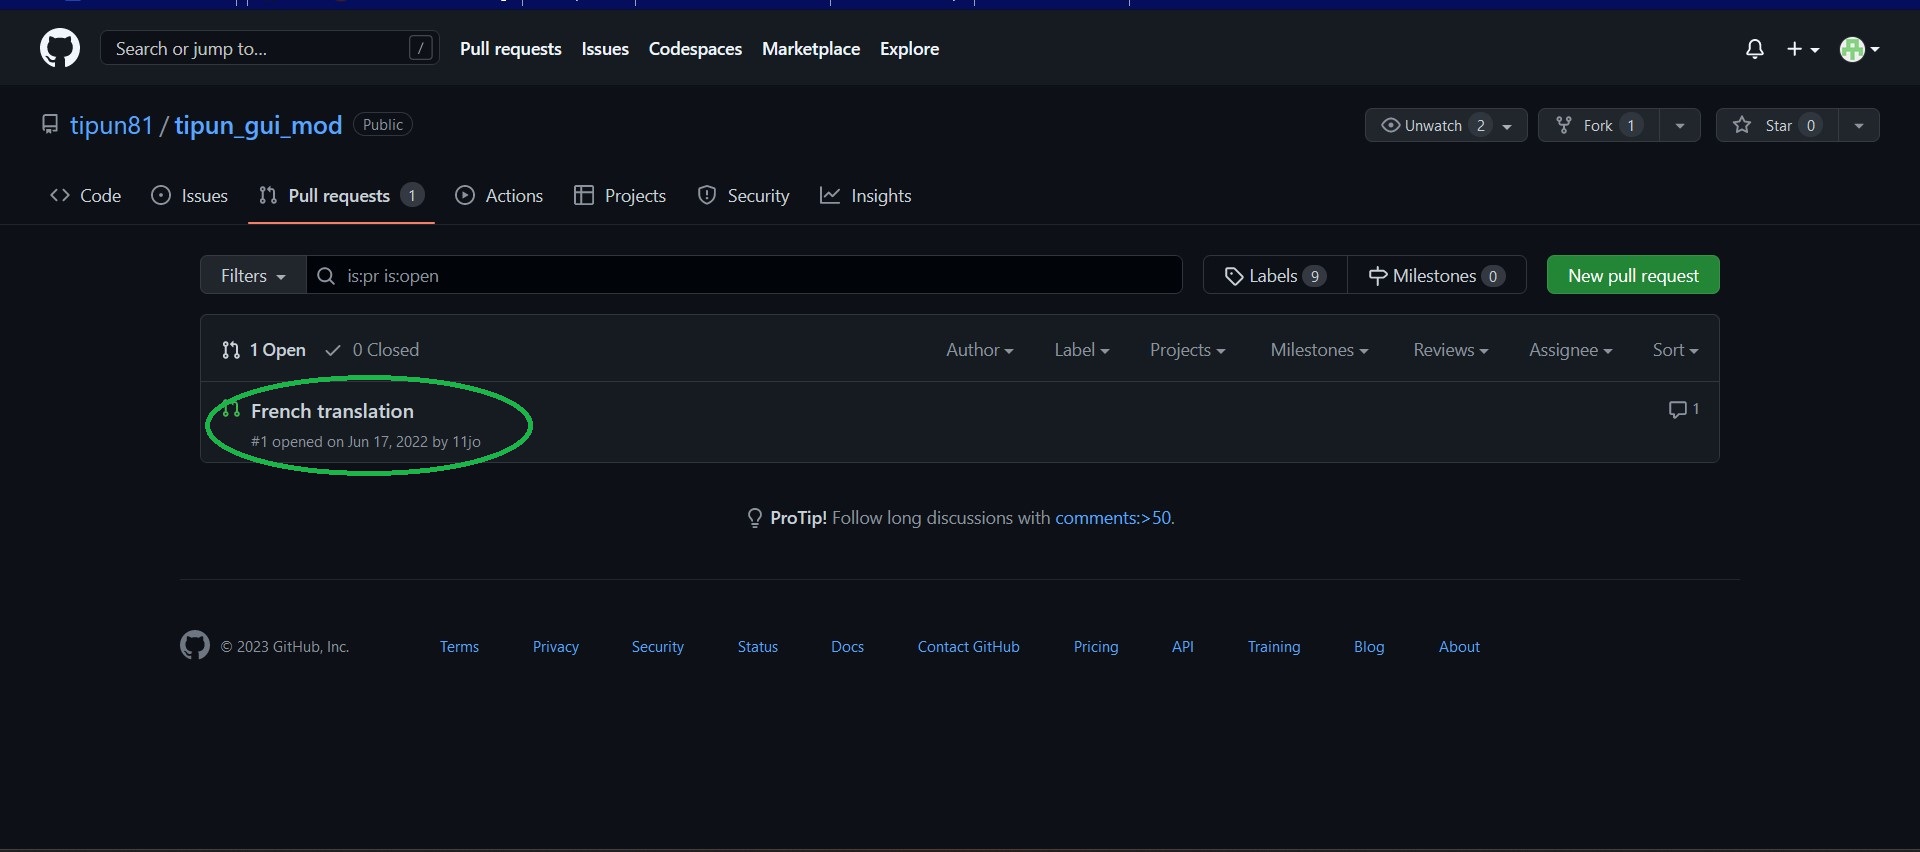 Search or jump to... / Pull requests Issues Codespaces Marketplace Explore
tipun81 / tipun_gui_mod Public Unwatch 2 Fork 1 Star 0
Code Issues Pull requests 1 Actions Projects Security Insights
Filters is:pr is:open Labels 9 Milestones 0 New pull request
1 Open 0 Closed Author Label Projects Milestones Reviews Assignee Sort
French translation 1
#1 opened on Jun 17, 2022 by 11jo
ProTip! Follow long discussions with comments:>50.
© 2023 GitHub, Inc. Terms Privacy Security Status Docs Contact GitHub Pricing API Training Blog About